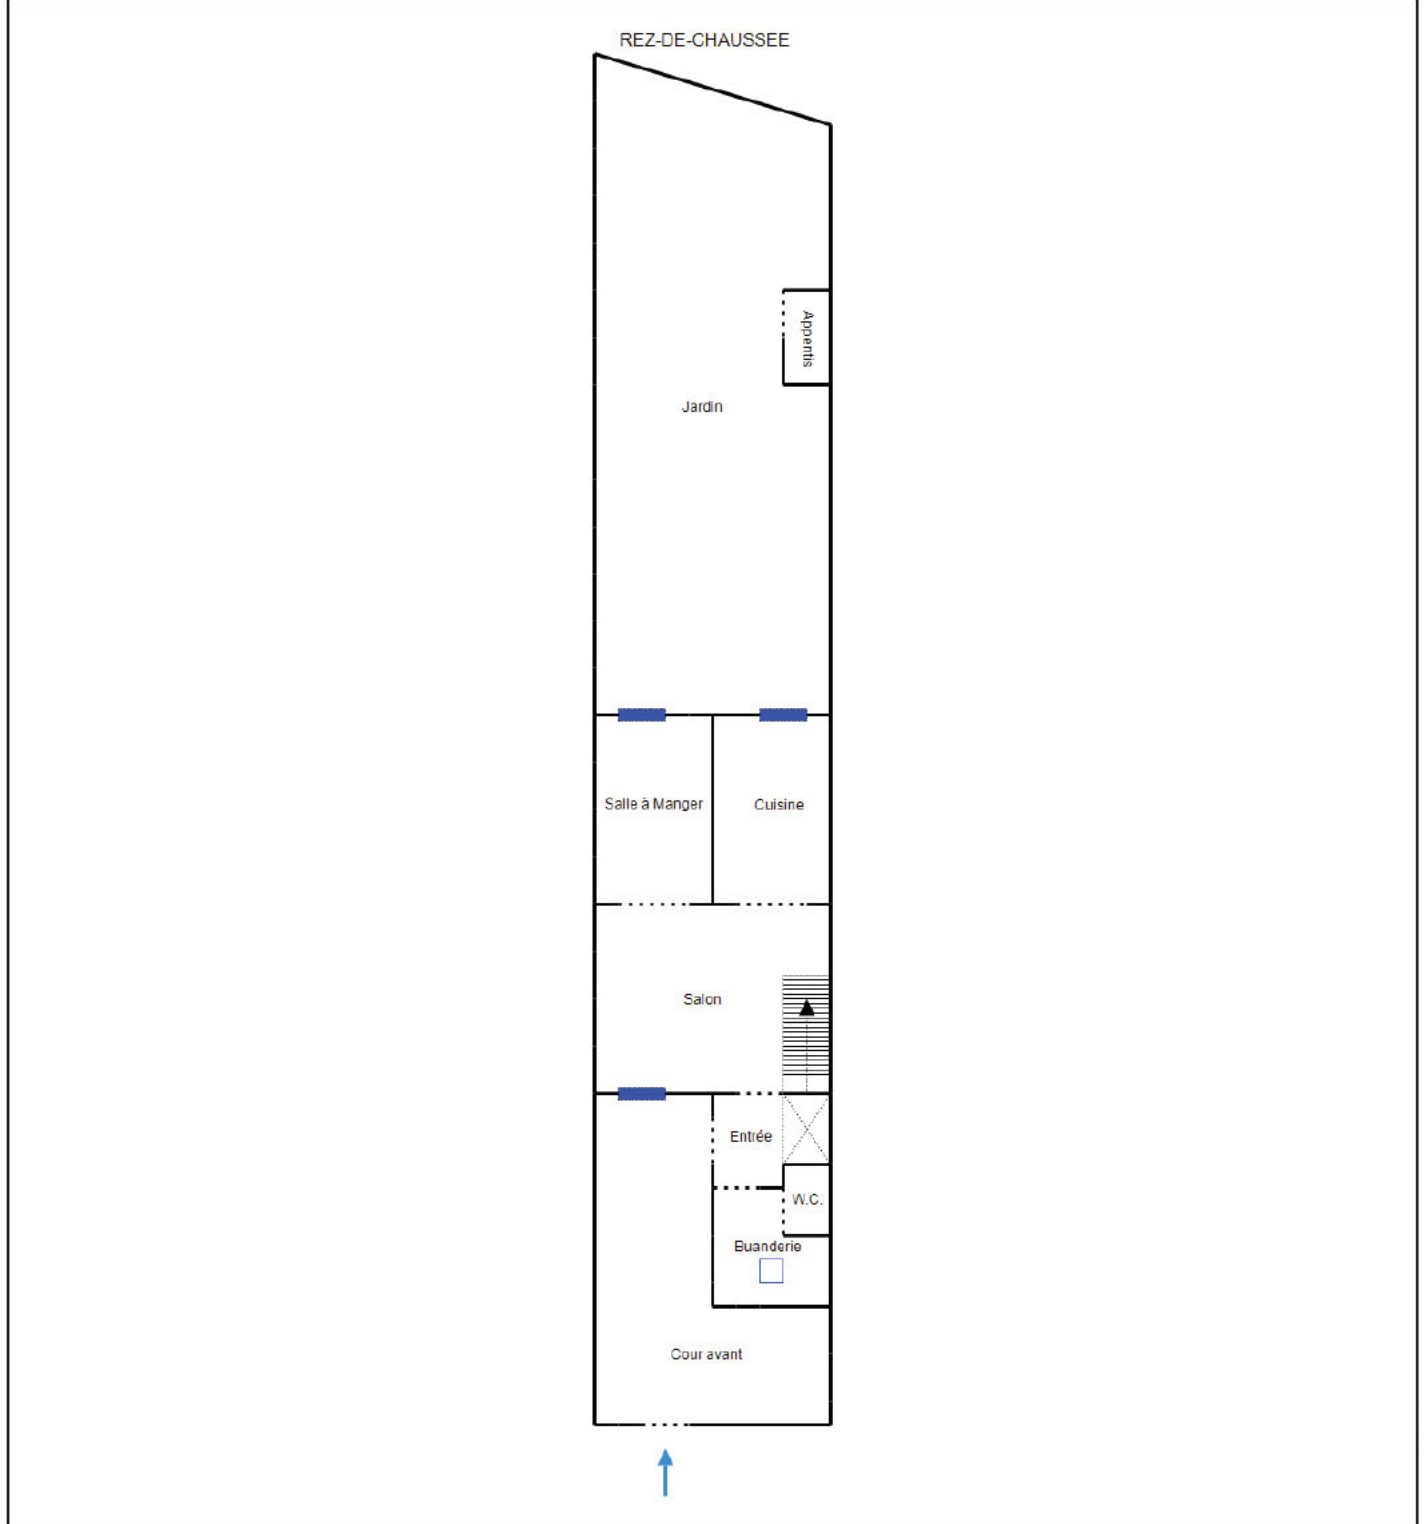 REZ-DE-CHAUSSEE
Appentis
Jardin
Salle à Manger
Cuisine
Salon
Entrée
W.C.
Buanderie
Cour avant